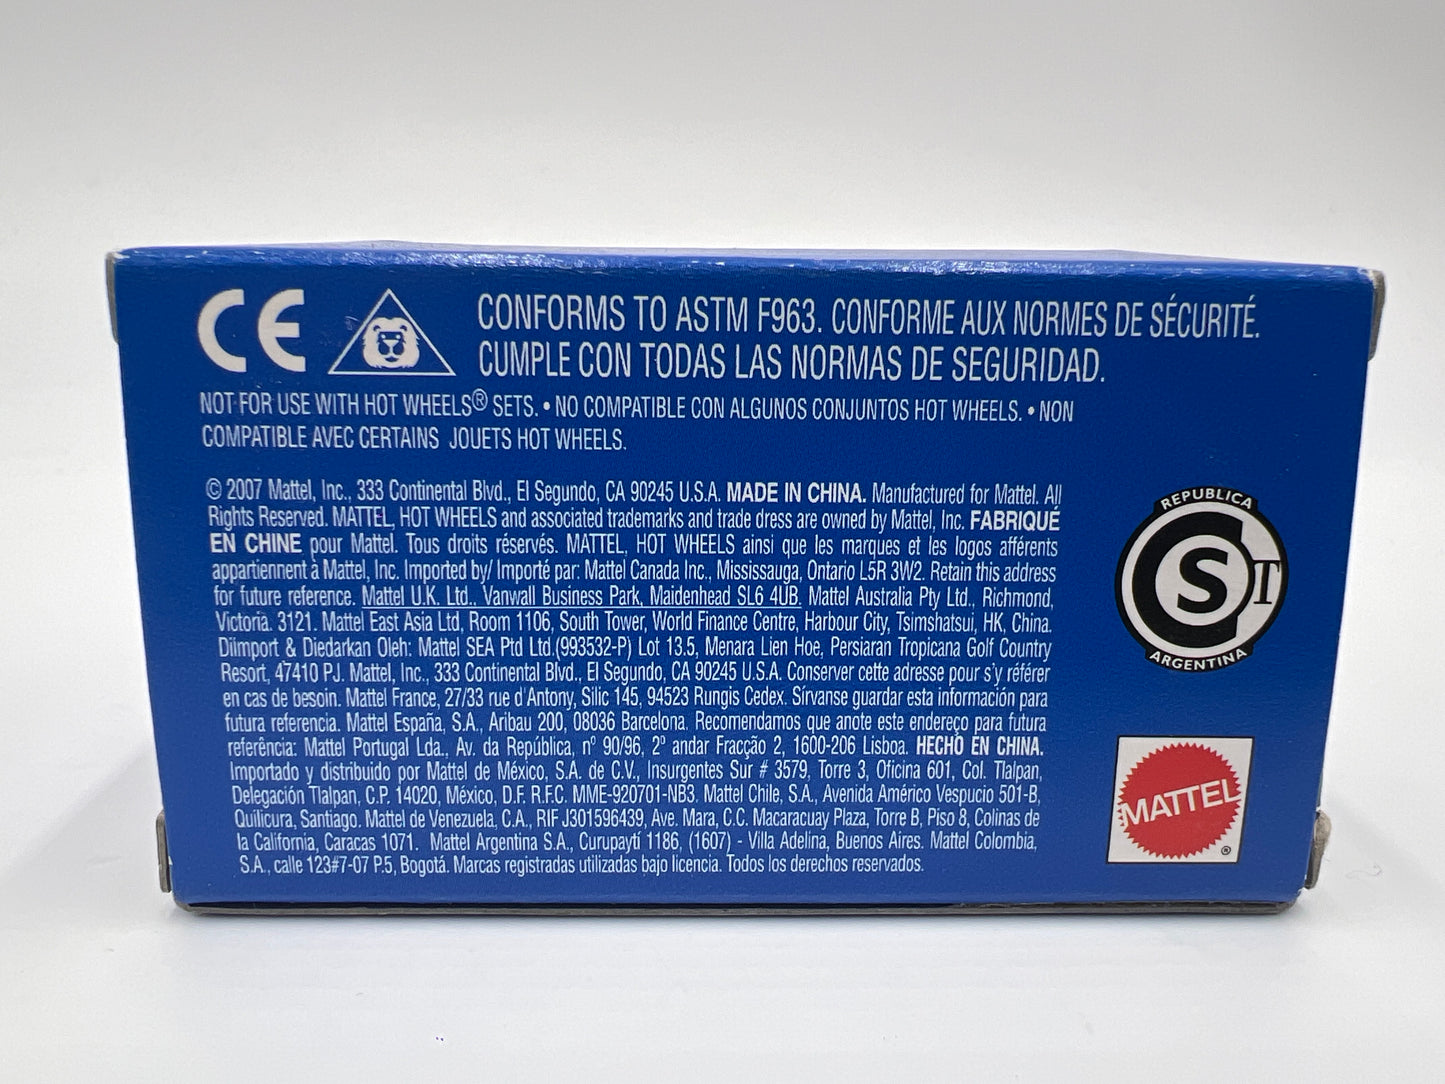 CE CONFORMS TO ASTM F963. CONFORME AUX NORMES DE SÉCURITÉ.
CUMPLE CON TODAS LAS NORMAS DE SEGURIDAD.
NOT FOR USE WITH HOT WHEELS® SETS. • NO COMPATIBLE CON ALGUNOS CONJUNTOS HOT WHEELS. • NON
COMPATIBLE AVEC CERTAINS JOUETS HOT WHEELS.
© 2007 Mattel, Inc., 333 Continental Blvd., El Segundo, CA 90245 U.S.A. MADE IN CHINA. Manufactured for Mattel. All
Rights Reserved. MATTEL, HOT WHEELS and associated trademarks and trade dress are owned by Mattel, Inc. FABRIQUÉ
EN CHINE pour Mattel. Tous droits réservés. MATTEL, HOT WHEELS ainsi que les marques et les logos afférents
appartiennent à Mattel, Inc. Imported by/ Importé par: Mattel Canada Inc., Mississauga, Ontario L5R 3W2. Retain this address
for future reference. Mattel U.K. Ltd., Vanwall Business Park, Maidenhead SL6 4UB. Mattel Australia Pty Ltd., Richmond,
Victoria. 3121. Mattel East Asia Ltd, Room 1106, South Tower, World Finance Centre, Harbour City, Tsimshatsui, HK, China.
Diimport & Diedarkan Oleh: Mattel SEA Ptd Ltd.(993532-P) Lot 13.5, Menara Lien Hoe, Persiaran Tropicana Golf Country
Resort, 47410 PJ. Mattel, Inc., 333 Continental Blvd., El Segundo, CA 90245 U.S.A. Conserver cette adresse pour s'y référer
en cas de besoin. Mattel France, 27/33 rue d'Antony, Silic 145, 94523 Rungis Cedex. Sírvanse guardar esta información para
futura referencia. Mattel España, S.A., Aribau 200, 08036 Barcelona. Recomendamos que anote este endereço para futura
referência: Mattel Portugal Lda., Av. da República, nº 90/96, 2º andar Fracção 2, 1600-206 Lisboa. HECHO EN CHINA.
Importado y distribuido por Mattel de México, S.A. de C.V., Insurgentes Sur # 3579, Torre 3, Oficina 601, Col. Tlalpan,
Delegación Tlalpan, C.P. 14020, México, D.F. R.F.C. MME-920701-NB3. Mattel Chile, S.A., Avenida Américo Vespucio 501-B,
Quilicura, Santiago. Mattel de Venezuela, C.A., RIF J301596439, Ave. Mara, C.C. Macaracuay Plaza, Torre B, Piso 8, Colinas de
la California, Caracas 1071. Mattel Argentina S.A., Curupaytí 1186, (1607) - Villa Adelina, Buenos Aires. Mattel Colombia,
S.A., calle 123#7-07 P.5, Bogotá. Marcas registradas utilizadas bajo licencia. Todos los derechos reservados.
REPUBLICA
CST
ARGENTINA
MATTEL
®